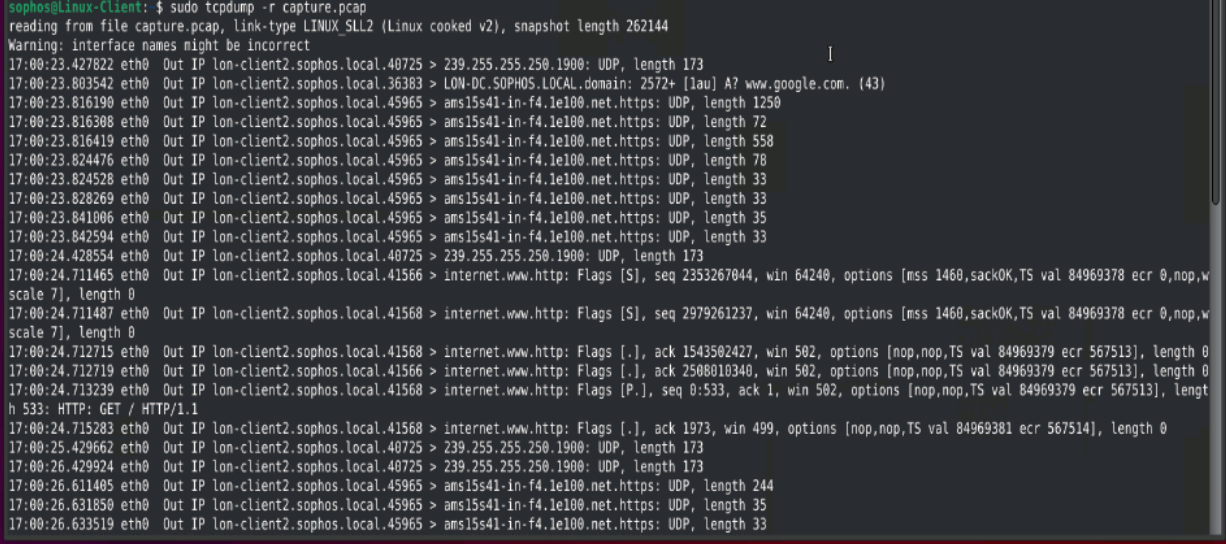 sophos@Linux-Client:~$ sudo tcpdump -r capture.pcap
reading from file capture.pcap, link-type LINUX_SLL2 (Linux cooked v2), snapshot length 262144
Warning: interface names might be incorrect
17:00:23.427822 eth0  Out IP lon-client2.sophos.local.40725 > 239.255.255.250.1900: UDP, length 173
17:00:23.803542 eth0  Out IP lon-client2.sophos.local.36383 > LON-DC.SOPHOS.LOCAL.domain: 2572+ [1au] A? www.google.com. (43)
17:00:23.816190 eth0  Out IP lon-client2.sophos.local.45965 > ams15s41-in-f4.1e100.net.https: UDP, length 1250
17:00:23.816308 eth0  Out IP lon-client2.sophos.local.45965 > ams15s41-in-f4.1e100.net.https: UDP, length 72
17:00:23.816419 eth0  Out IP lon-client2.sophos.local.45965 > ams15s41-in-f4.1e100.net.https: UDP, length 558
17:00:23.824476 eth0  Out IP lon-client2.sophos.local.45965 > ams15s41-in-f4.1e100.net.https: UDP, length 78
17:00:23.824528 eth0  Out IP lon-client2.sophos.local.45965 > ams15s41-in-f4.1e100.net.https: UDP, length 33
17:00:23.828269 eth0  Out IP lon-client2.sophos.local.45965 > ams15s41-in-f4.1e100.net.https: UDP, length 33
17:00:23.841006 eth0  Out IP lon-client2.sophos.local.45965 > ams15s41-in-f4.1e100.net.https: UDP, length 35
17:00:23.842594 eth0  Out IP lon-client2.sophos.local.45965 > ams15s41-in-f4.1e100.net.https: UDP, length 33
17:00:24.428554 eth0  Out IP lon-client2.sophos.local.40725 > 239.255.255.250.1900: UDP, length 173
17:00:24.711465 eth0  Out IP lon-client2.sophos.local.41566 > internet.www.http: Flags [S], seq 2353267044, win 64240, options [mss 1460,sackOK,TS val 84969378 ecr 0,nop,w
scale 7], length 0
17:00:24.711487 eth0  Out IP lon-client2.sophos.local.41568 > internet.www.http: Flags [S], seq 2979261237, win 64240, options [mss 1460,sackOK,TS val 84969378 ecr 0,nop,w
scale 7], length 0
17:00:24.712715 eth0  Out IP lon-client2.sophos.local.41568 > internet.www.http: Flags [.], ack 1543502427, win 502, options [nop,nop,TS val 84969379 ecr 567513], length 0
17:00:24.712719 eth0  Out IP lon-client2.sophos.local.41566 > internet.www.http: Flags [.], ack 2508010340, win 502, options [nop,nop,TS val 84969379 ecr 567513], length 0
17:00:24.713239 eth0  Out IP lon-client2.sophos.local.41568 > internet.www.http: Flags [P.], seq 0:533, ack 1, win 502, options [nop,nop,TS val 84969379 ecr 567513], lengt
h 533: HTTP: GET / HTTP/1.1
17:00:24.715283 eth0  Out IP lon-client2.sophos.local.41568 > internet.www.http: Flags [.], ack 1973, win 499, options [nop,nop,TS val 84969381 ecr 567514], length 0
17:00:25.429662 eth0  Out IP lon-client2.sophos.local.40725 > 239.255.255.250.1900: UDP, length 173
17:00:26.429924 eth0  Out IP lon-client2.sophos.local.40725 > 239.255.255.250.1900: UDP, length 173
17:00:26.611405 eth0  Out IP lon-client2.sophos.local.45965 > ams15s41-in-f4.1e100.net.https: UDP, length 244
17:00:26.631850 eth0  Out IP lon-client2.sophos.local.45965 > ams15s41-in-f4.1e100.net.https: UDP, length 35
17:00:26.633519 eth0  Out IP lon-client2.sophos.local.45965 > ams15s41-in-f4.1e100.net.https: UDP, length 33